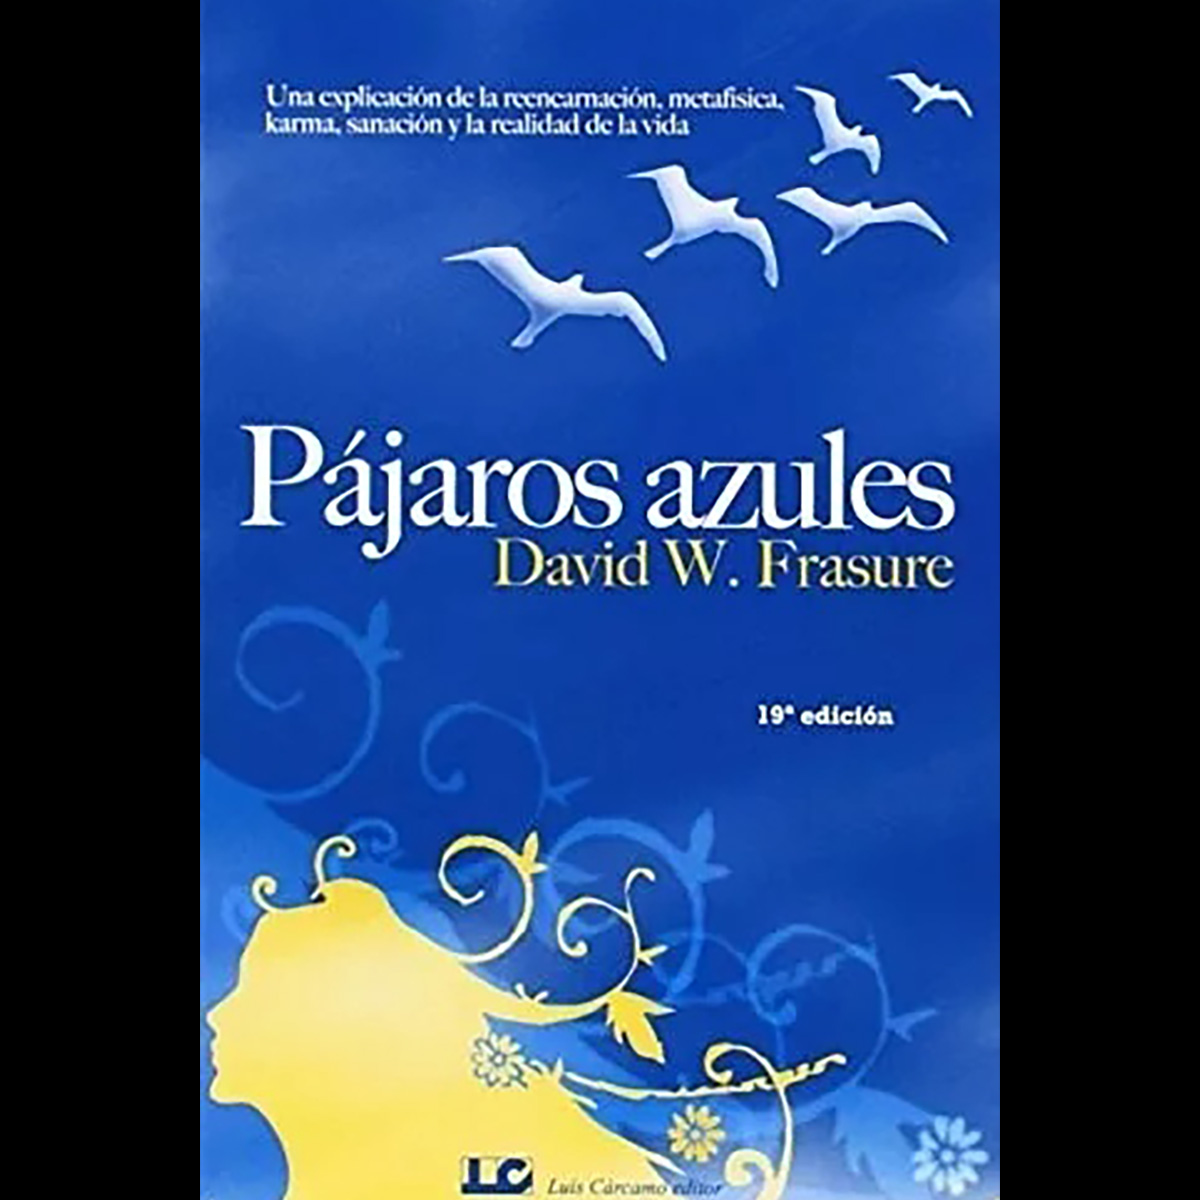 Una explicación de la reencarnación, metafísica,
karma, sanación y la realidad de la vida
Pájaros azules
David W. Frasure
19ª edición
LC Luis Cárcamo editor